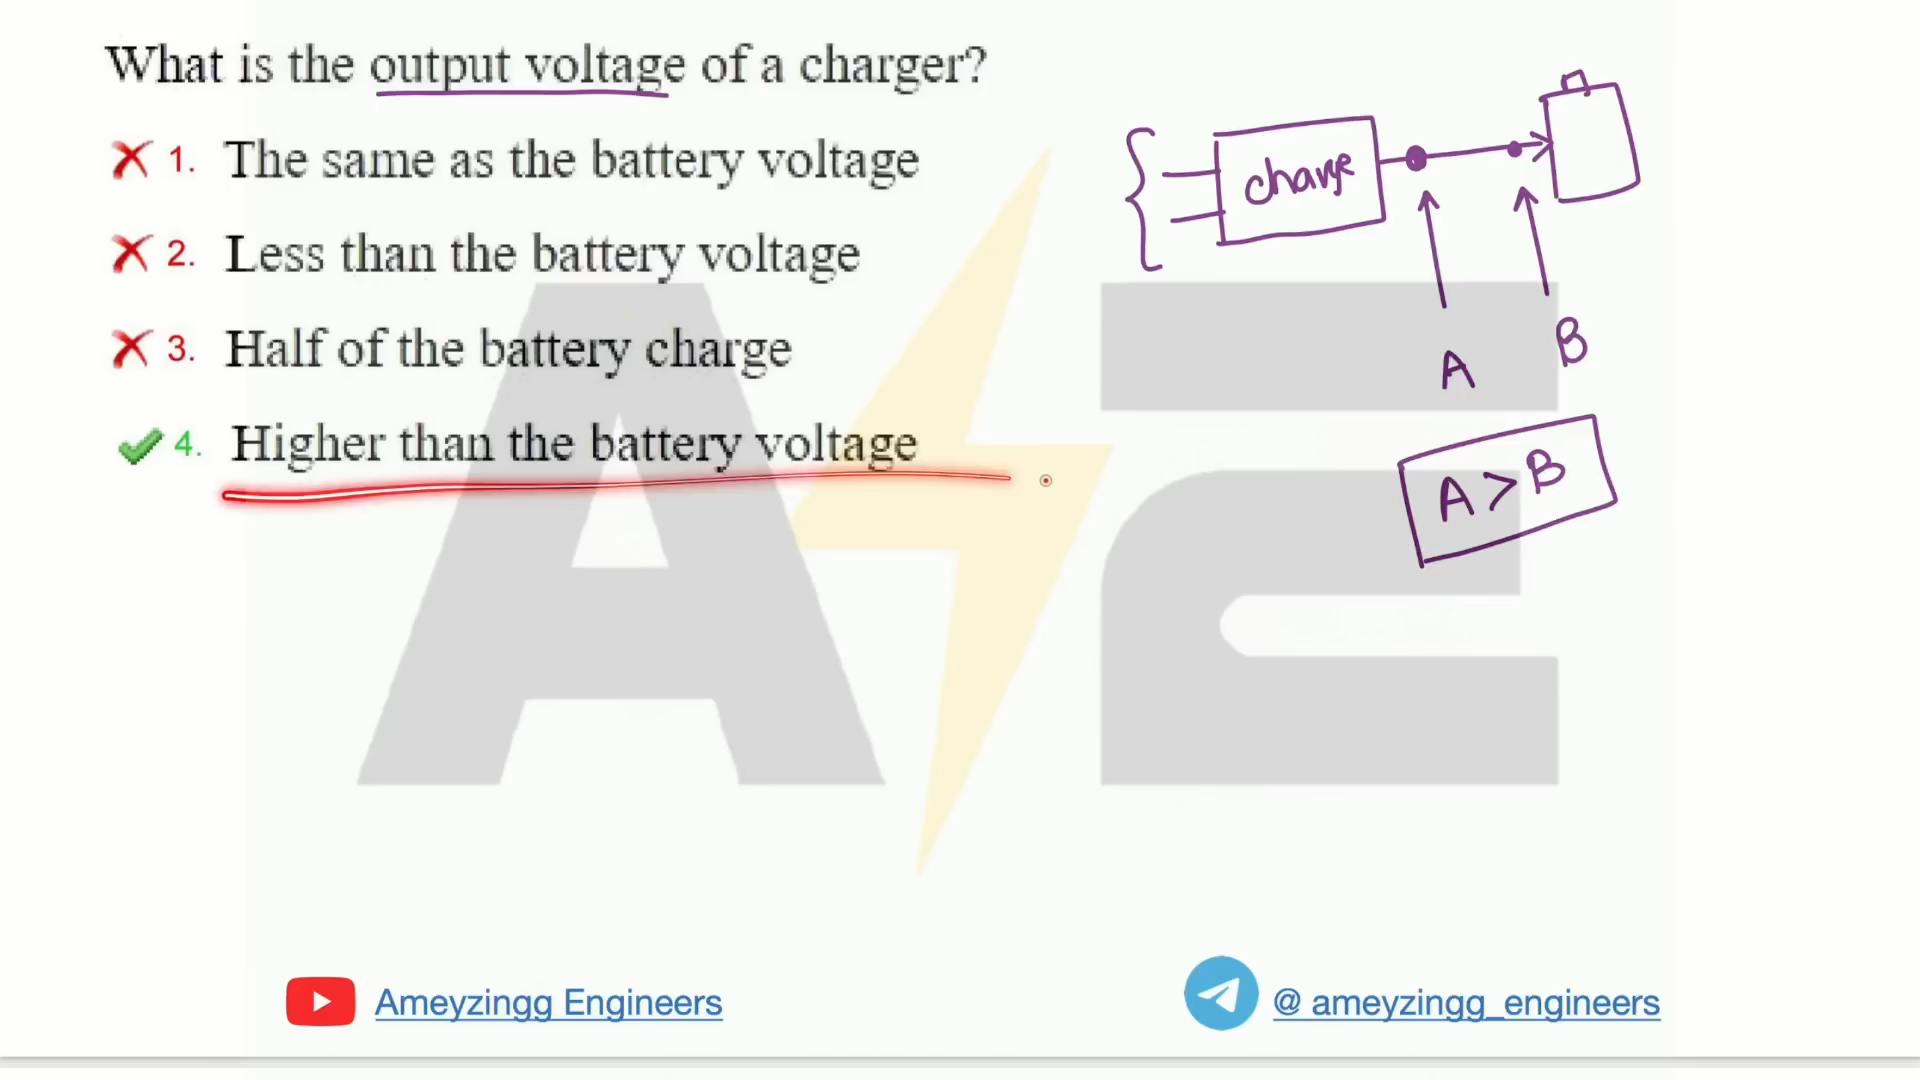 What is the output voltage of a charger?
1. The same as the battery voltage
2. Less than the battery voltage
3. Half of the battery charge
4. Higher than the battery voltage
charge
A
B
A > B
AE
Ameyzingg Engineers
@ ameyzingg_engineers